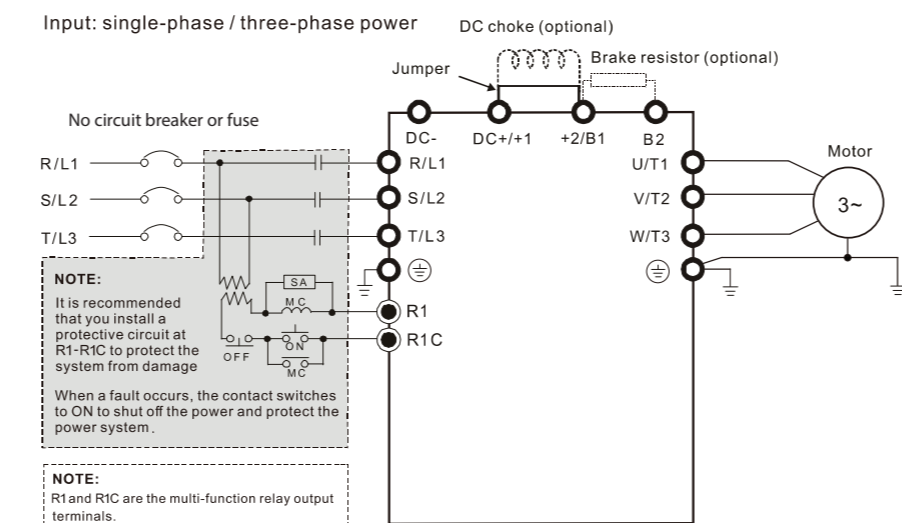 Input: single-phase / three-phase power
DC choke (optional)
Jumper
Brake resistor (optional)
No circuit breaker or fuse
DC-
DC+/+1
+2/B1
B2
Motor
R/L1
R/L1
U/T1
S/L2
S/L2
V/T2
3~
T/L3
T/L3
W/T3
NOTE:
It is recommended
that you install a
protective circuit at
R1-R1C to protect the
system from damage
SA
MC
R1
ON
R1C
OFF
MC
When a fault occurs, the contact switches
to ON to shut off the power and protect the
power system.
NOTE:
R1 and R1C are the multi-function relay output
terminals.